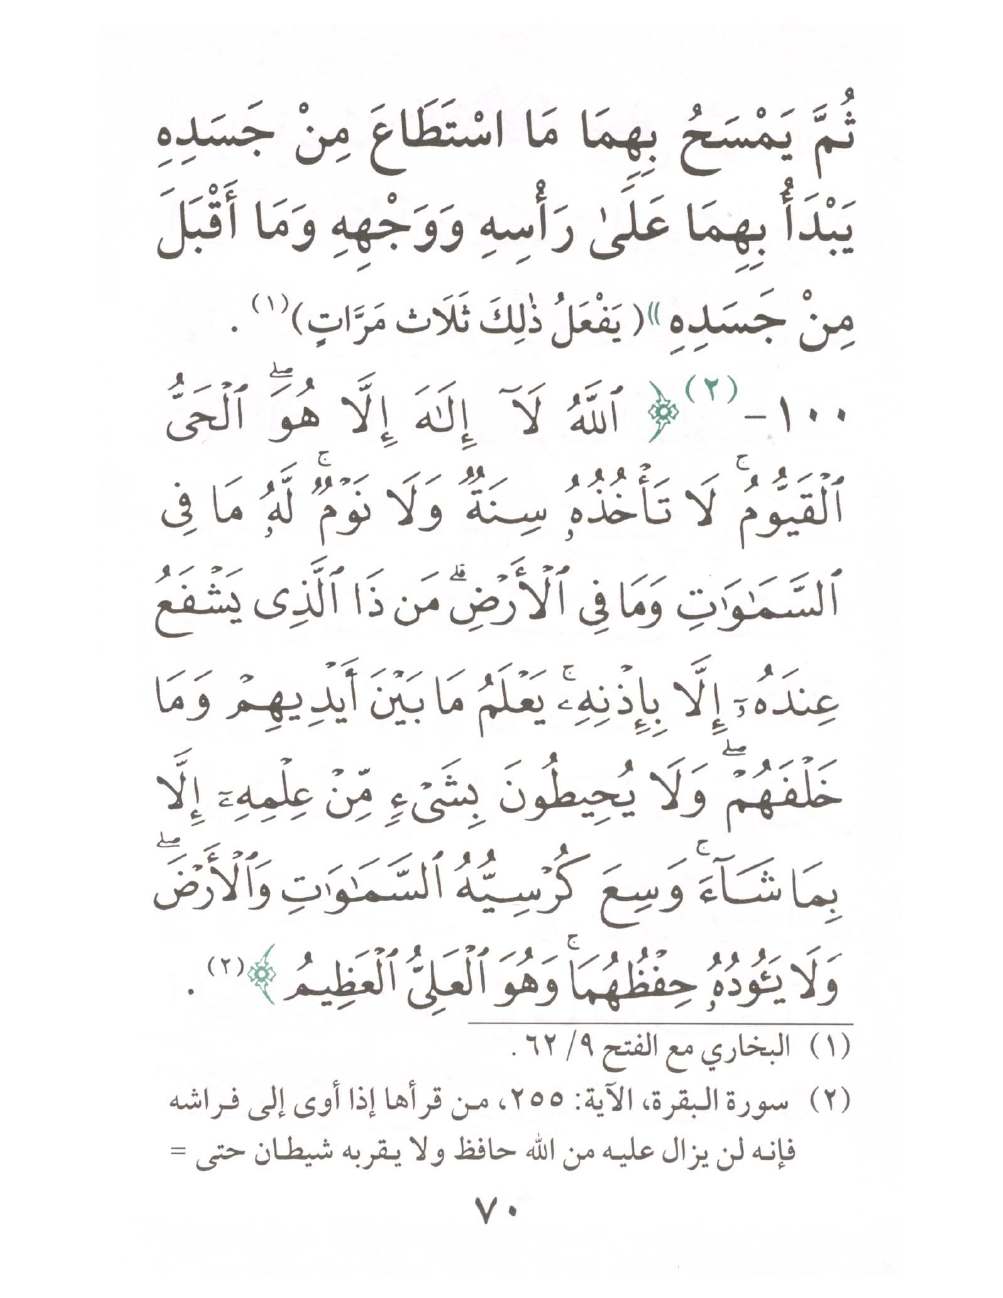 ثُمَّ يَمْسَحُ بِهِمَا مَا اسْتَطَاعَ مِنْ جَسَدِهِ
يَبْدَأُ بِهِمَا عَلَىٰ رَأْسِهِ وَوَجْهِهِ وَمَا أَقْبَلَ
مِنْ جَسَدِهِ» (يَفْعَلُ ذٰلِكَ ثَلَاث مَرَّاتٍ)(١) .
١٠٠- (٢) ﴿ ٱللَّهُ لَآ إِلَٰهَ إِلَّا هُوَۖ ٱلْحَىُّ
ٱلْقَيُّومُۚ لَا تَأْخُذُهُۥ سِنَةٌۭ وَلَا نَوْمٌۭۚ لَّهُۥ مَا فِى
ٱلسَّمَٰوَٰتِ وَمَا فِى ٱلْأَرْضِۗ مَن ذَا ٱلَّذِى يَشْفَعُ
عِندَهُۥٓ إِلَّا بِإِذْنِهِۦۚ يَعْلَمُ مَا بَيْنَ أَيْدِيهِمْ وَمَا
خَلْفَهُمْۖ وَلَا يُحِيطُونَ بِشَىْءٍۢ مِّنْ عِلْمِهِۦٓ إِلَّا
بِمَا شَآءَۚ وَسِعَ كُرْسِيُّهُ ٱلسَّمَٰوَٰتِ وَٱلْأَرْضَۖ
وَلَا يَـُٔودُهُۥ حِفْظُهُمَاۚ وَهُوَ ٱلْعَلِىُّ ٱلْعَظِيمُ ﴾(٢) .
(١) البخاري مع الفتح ٩/ ٦٢ .
(٢) سورة البقرة، الآية: ٢٥٥، من قرأها إذا أوى إلى فراشه
فإنه لن يزال عليه من الله حافظ ولا يقربه شيطان حتى =
٧٠